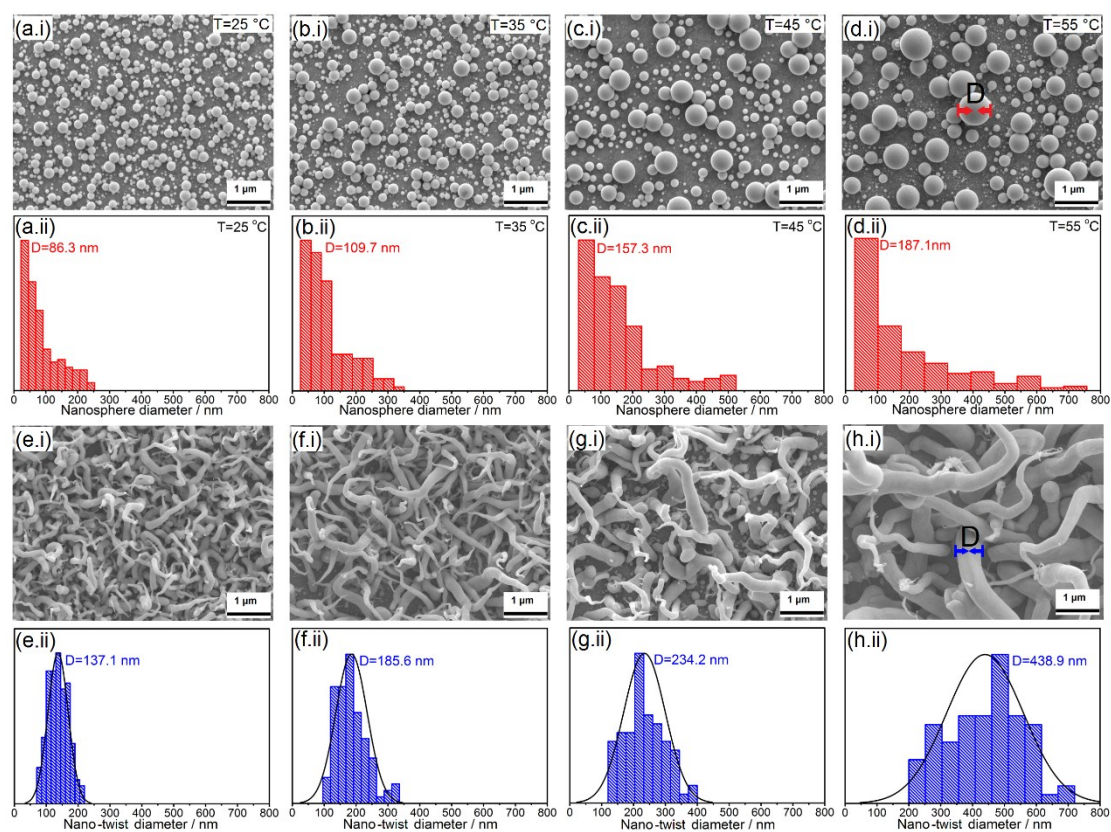 (a.i) T=25 °C
(b.i) T=35 °C
(c.i) T=45 °C
(d.i) T=55 °C
D
1 µm
1 µm
1 µm
1 µm
(a.ii) T=25 °C
D=86.3 nm
(b.ii) T=35 °C
D=109.7 nm
(c.ii) T=45 °C
D=157.3 nm
(d.ii) T=55 °C
D=187.1nm
0 100 200 300 400 500 600 700 800
Nanosphere diameter / nm
0 100 200 300 400 500 600 700 800
Nanosphere diameter / nm
0 100 200 300 400 500 600 700 800
Nanosphere diameter / nm
0 100 200 300 400 500 600 700 800
Nanosphere diameter / nm
(e.i)
(f.i)
(g.i)
(h.i)
D
1 µm
1 µm
1 µm
1 µm
(e.ii)
D=137.1 nm
(f.ii)
D=185.6 nm
(g.ii)
D=234.2 nm
(h.ii)
D=438.9 nm
0 100 200 300 400 500 600 700 800
Nano-twist diameter / nm
0 100 200 300 400 500 600 700 800
Nano-twist diameter / nm
0 100 200 300 400 500 600 700 800
Nano-twist diameter / nm
0 100 200 300 400 500 600 700 800
Nano-twist diameter / nm